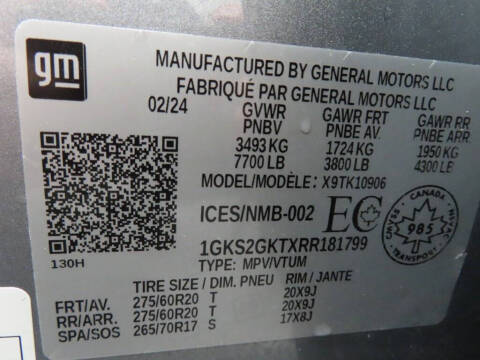 gm
MANUFACTURED BY GENERAL MOTORS LLC
FABRIQUÉ PAR GENERAL MOTORS LLC
02/24 GVWR GAWR FRT GAWR RR
PNBV PNBE AV. PNBE ARR.
3493 KG 1724 KG 1950 KG
7700 LB 3800 LB 4300 LB
MODEL/MODÈLE: X9TK10906
ICES/NMB-002 EC CANADA 985
1GKS2GKTXRR181799
130H TYPE: MPV/VTUM
TIRE SIZE / DIM. PNEU RIM / JANTE
FRT/AV. 275/60R20 T 20X9J
RR/ARR. 275/60R20 T 20X9J
SPA/SOS 265/70R17 S 17X8J